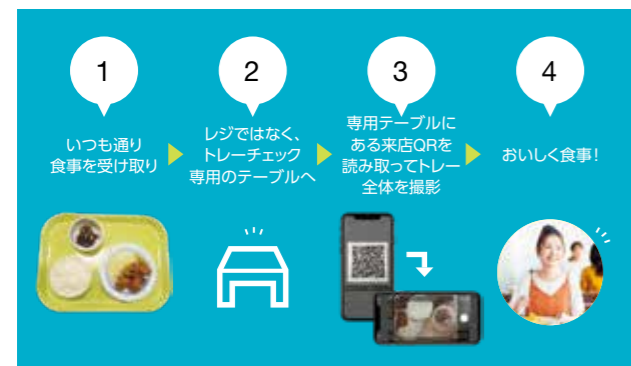 1
いつも通り
食事を受け取り
2
レジではなく、
トレーチェック
専用のテーブルへ
3
専用テーブルに
ある来店QRを
読み取ってトレー
全体を撮影
4
おいしく食事!